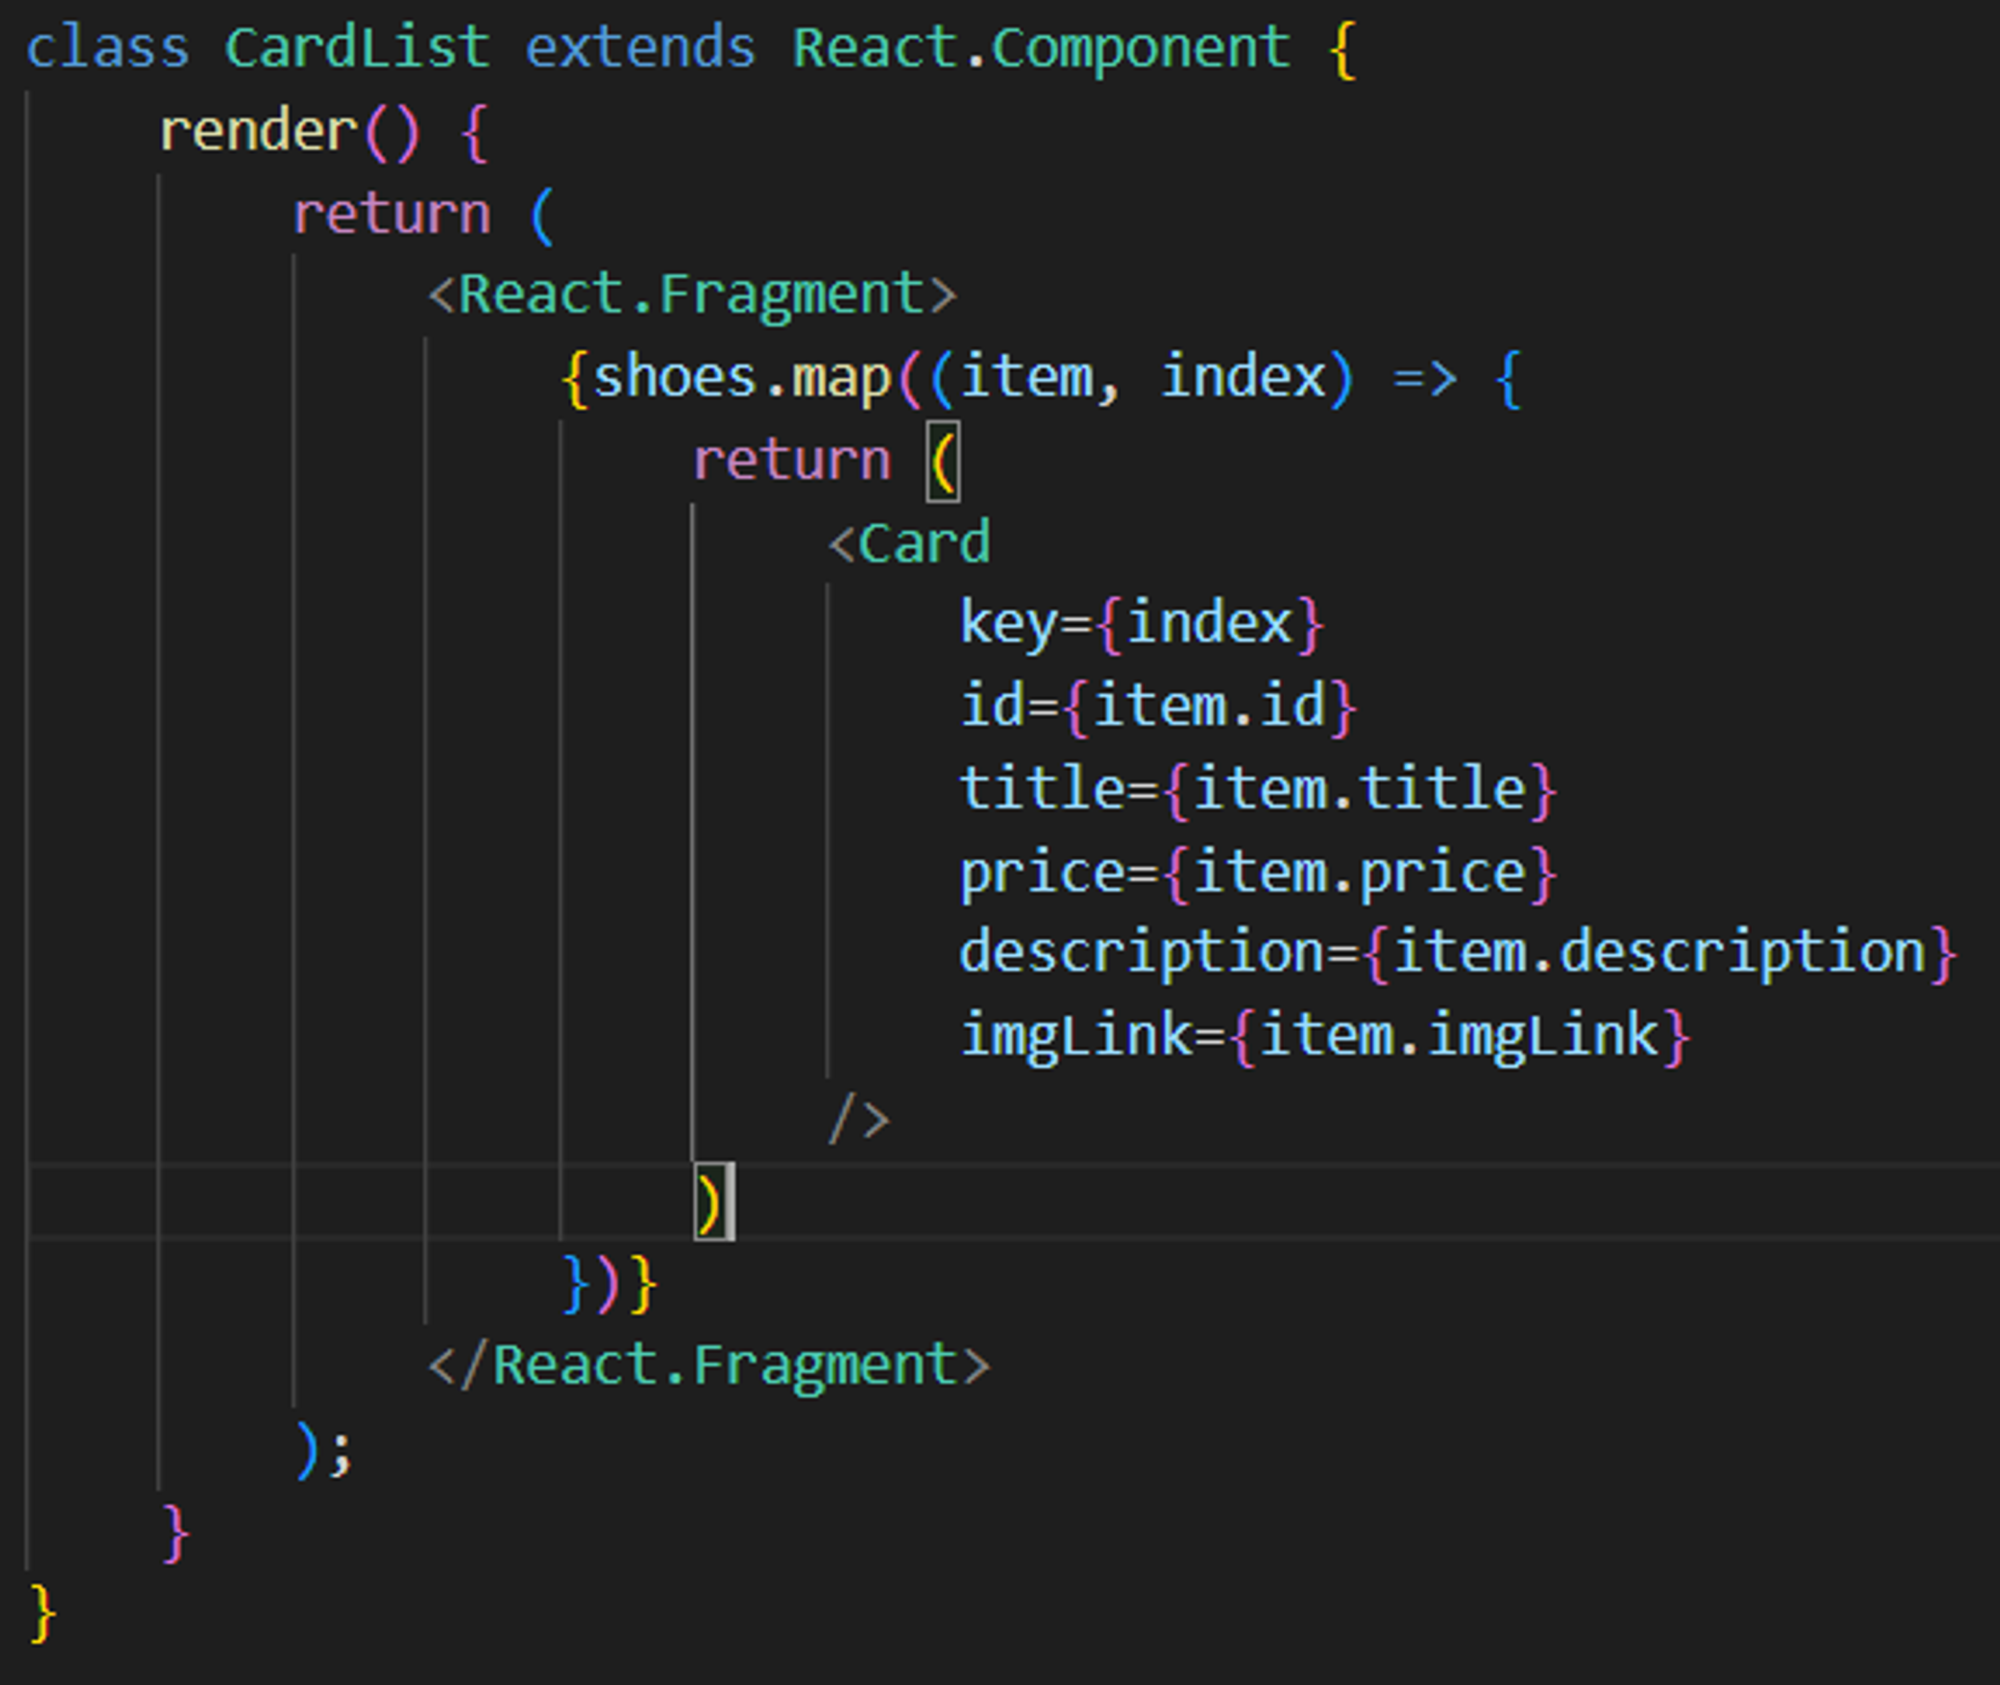 class CardList extends React.Component {
    render() {
        return (
            <React.Fragment>
                {shoes.map((item, index) => {
                    return (
                        <Card
                            key={index}
                            id={item.id}
                            title={item.title}
                            price={item.price}
                            description={item.description}
                            imgLink={item.imgLink}
                        />
                    )
                })}
            </React.Fragment>
        );
    }
}